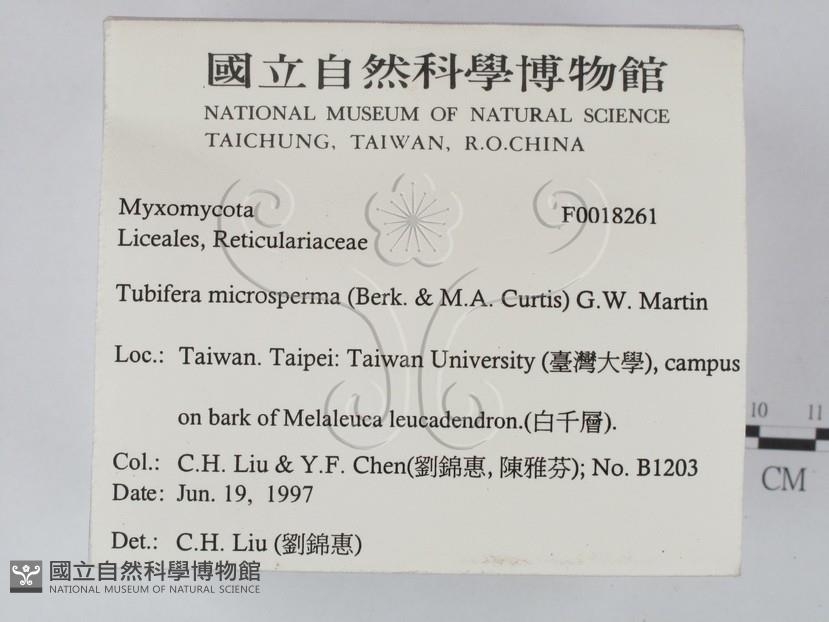 國立自然科學博物館
NATIONAL MUSEUM OF NATURAL SCIENCE
TAICHUNG, TAIWAN, R.O.CHINA
Myxomycota F0018261
Liceales, Reticulariaceae
Tubifera microsperma (Berk. & M.A. Curtis) G.W. Martin
Loc.: Taiwan. Taipei: Taiwan University (臺灣大學), campus
on bark of Melaleuca leucadendron.(白千層).
Col.: C.H. Liu & Y.F. Chen(劉錦惠, 陳雅芬); No. B1203
Date: Jun. 19, 1997
Det.: C.H. Liu (劉錦惠)
10 11
CM
國立自然科學博物館
NATIONAL MUSEUM OF NATURAL SCIENCE